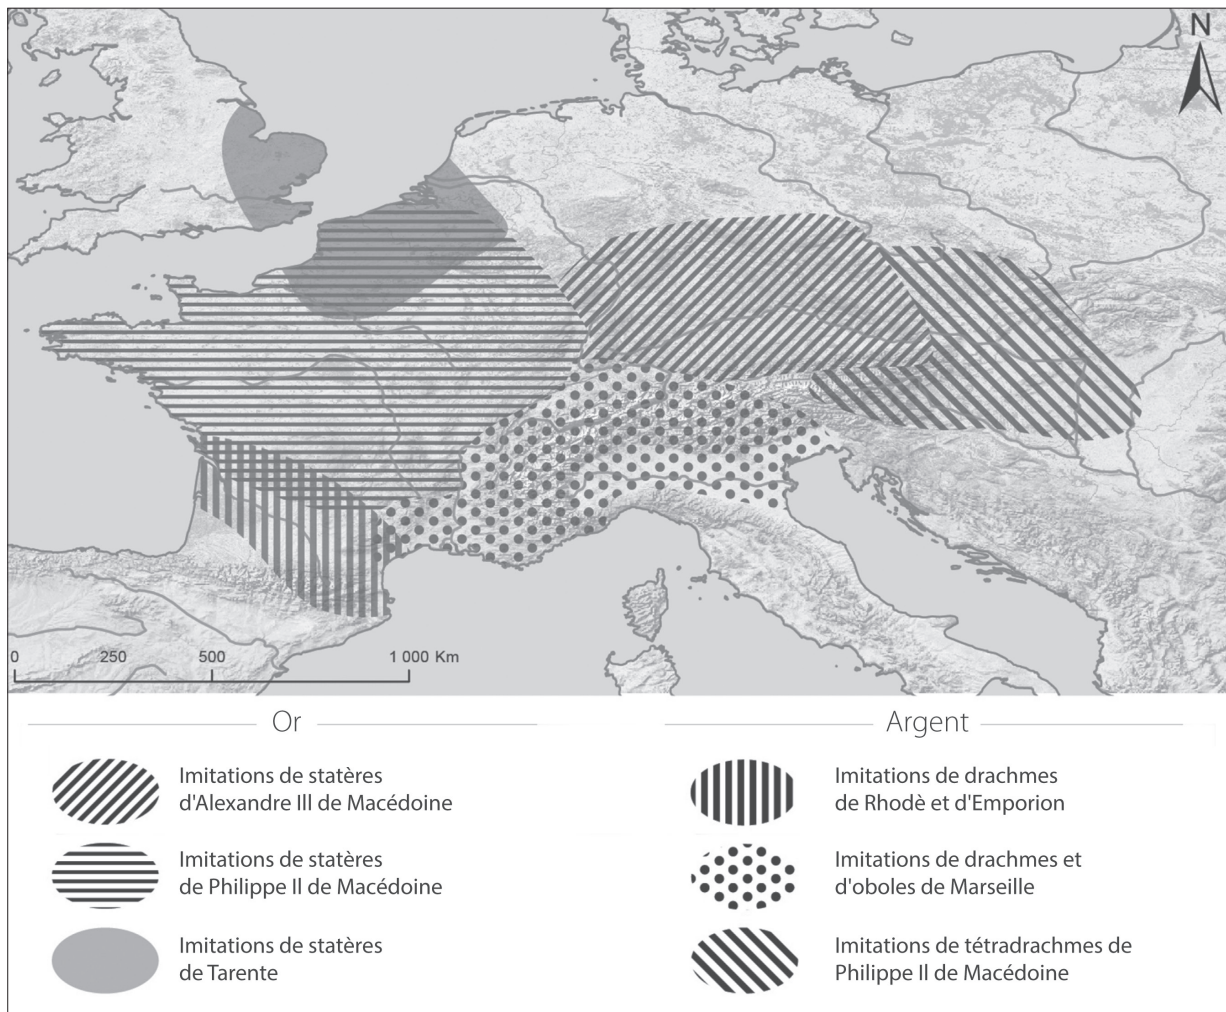 N
0 250 500 1 000 Km
Or
Imitations de statères
d'Alexandre III de Macédoine
Imitations de statères
de Philippe II de Macédoine
Imitations de statères
de Tarente
Argent
Imitations de drachmes
de Rhodè et d'Emporion
Imitations de drachmes et
d'oboles de Marseille
Imitations de tétradrachmes de
Philippe II de Macédoine